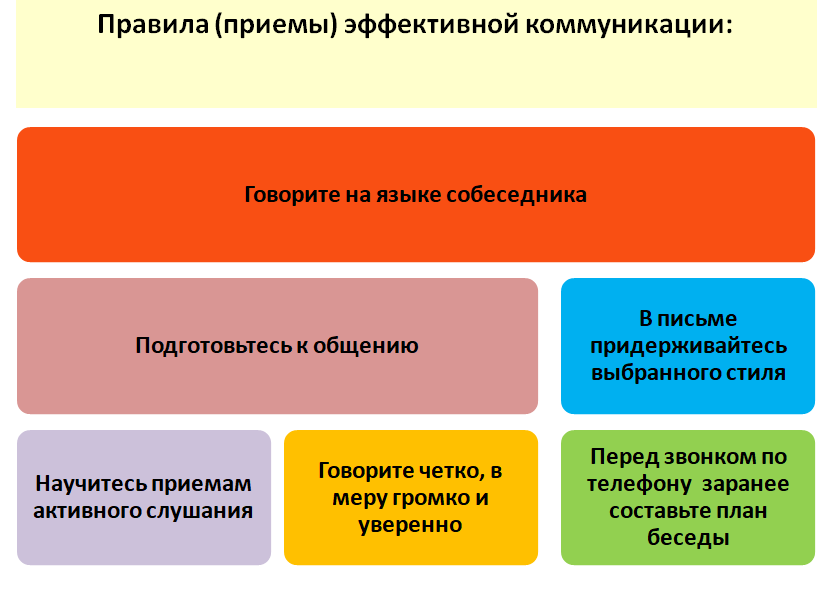 Правила (приемы) эффективной коммуникации:
Говорите на языке собеседника
Подготовьтесь к общению
В письме
придерживайтесь
выбранного стиля
Научитесь приемам
активного слушания
Говорите четко, в
меру громко и
уверенно
Перед звонком по
телефону  заранее
составьте план
беседы